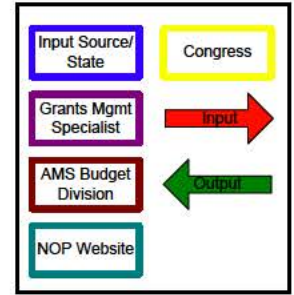 Input Source/
State
Congress
Grants Mgmt
Specialist
Input
AMS Budget
Division
Output
NOP Website